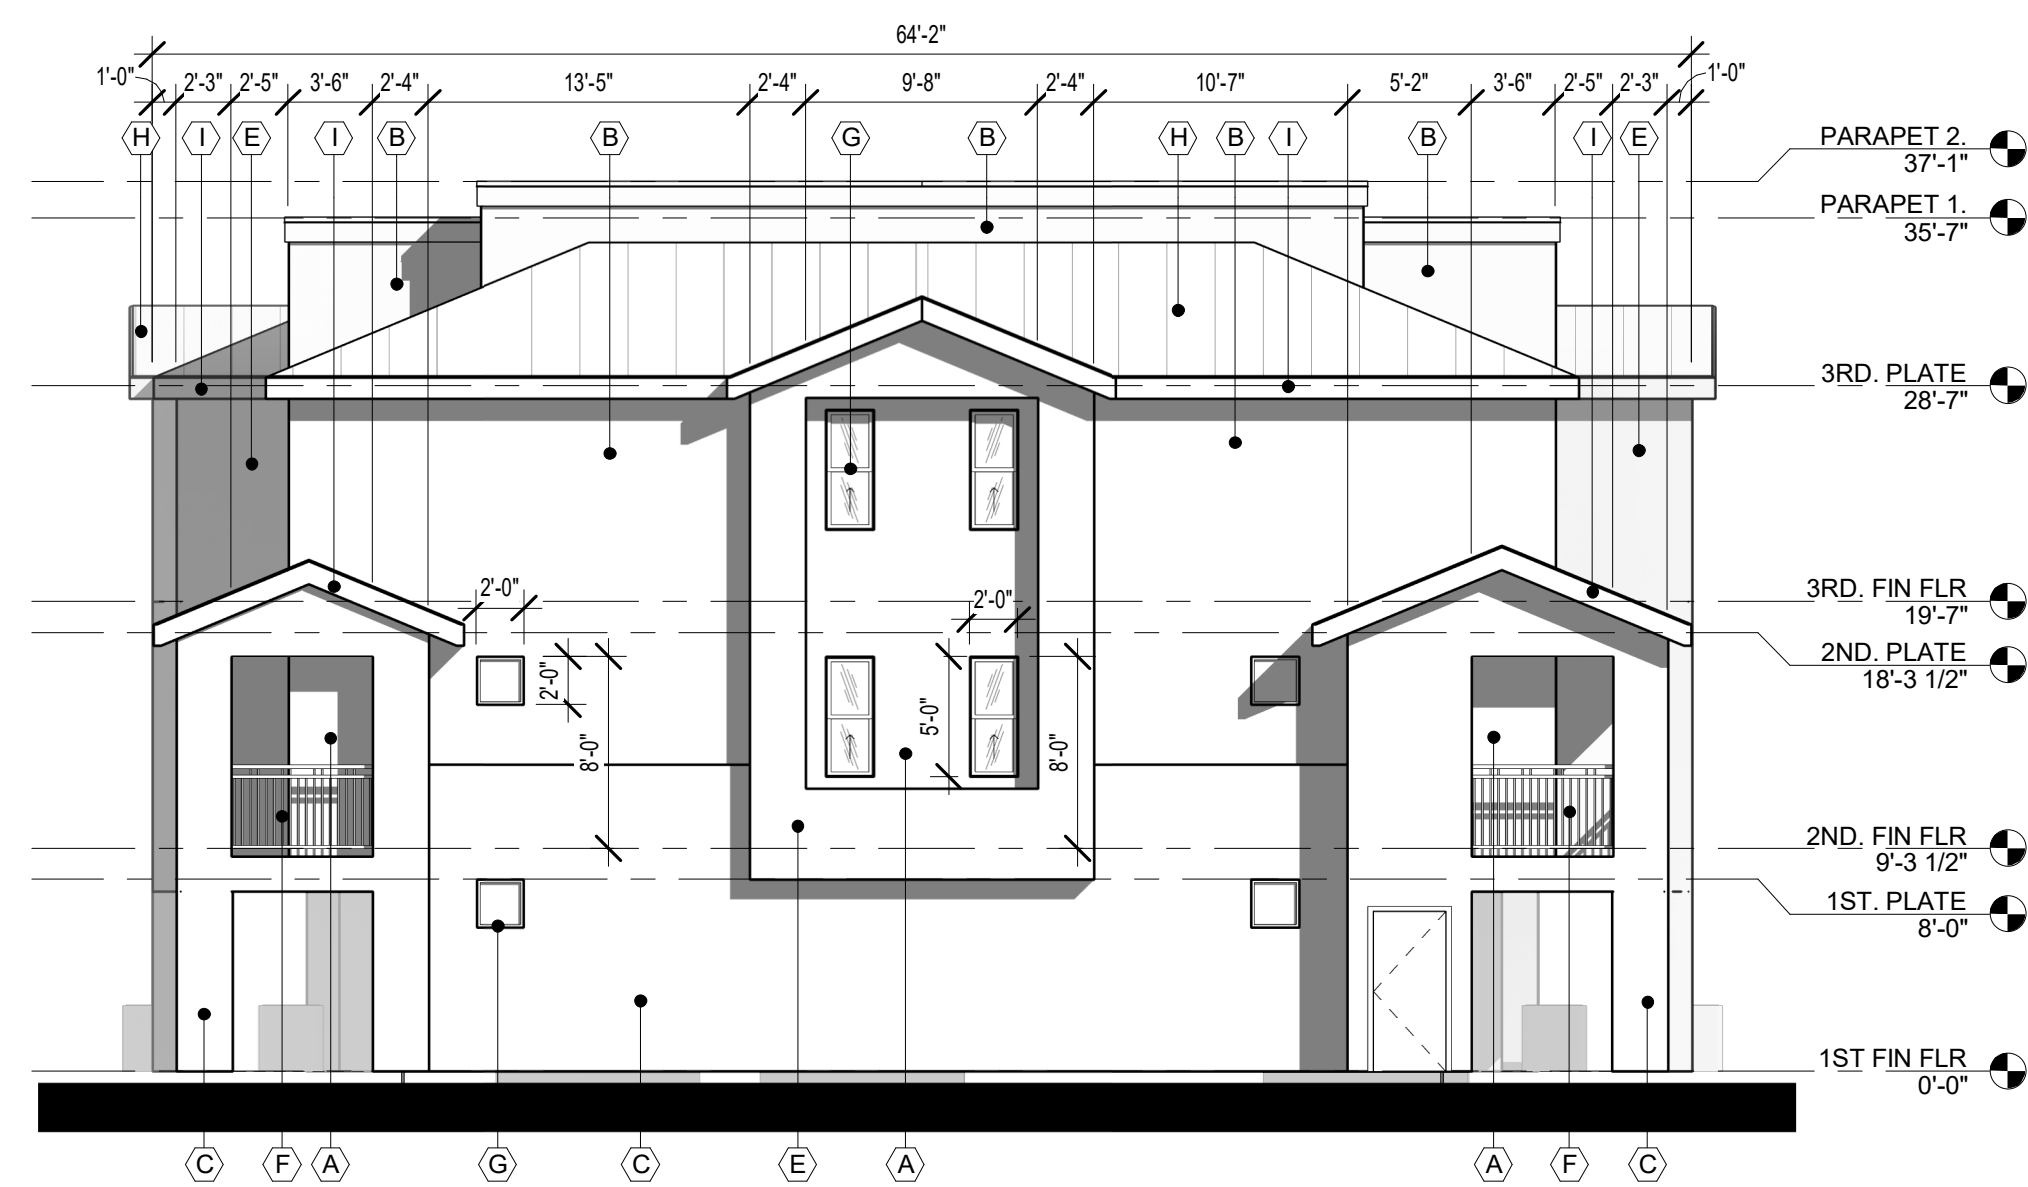 64'-2"
1'-0" 2'-3" 2'-5" 3'-6" 2'-4" 13'-5" 2'-4" 9'-8" 2'-4" 10'-7" 5'-2" 3'-6" 2'-5" 2'-3" 1'-0"
H I E I B B G B H B I B I E
PARAPET 2.
37'-1"
PARAPET 1.
35'-7"
3RD. PLATE
28'-7"
3RD. FIN FLR
19'-7"
2'-0" 2'-0"
2ND. PLATE
18'-3 1/2"
2'-0"
8'-0"
5'-0"
8'-0"
2ND. FIN FLR
9'-3 1/2"
1ST. PLATE
8'-0"
1ST FIN FLR
0'-0"
C F A G C E A A F C